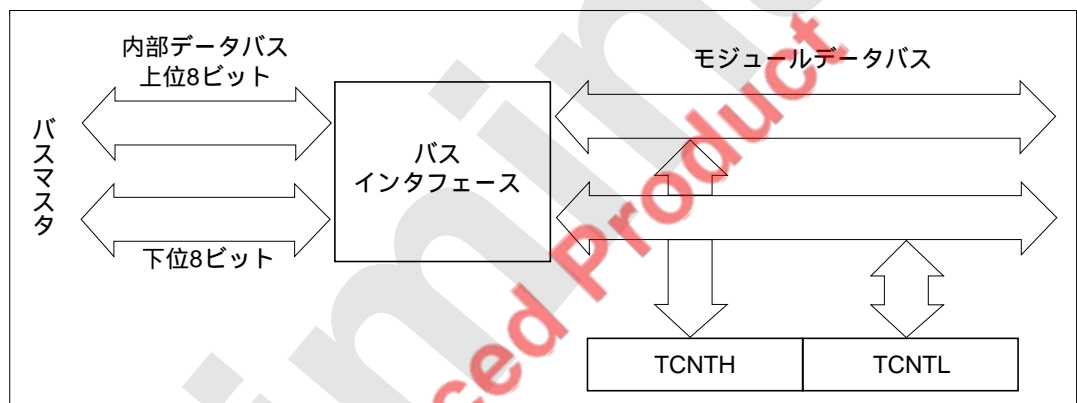 内部データバス
上位8ビット
モジュールデータバス
バスマスタ
バス
インタフェース
下位8ビット
TCNTH
TCNTL
Product